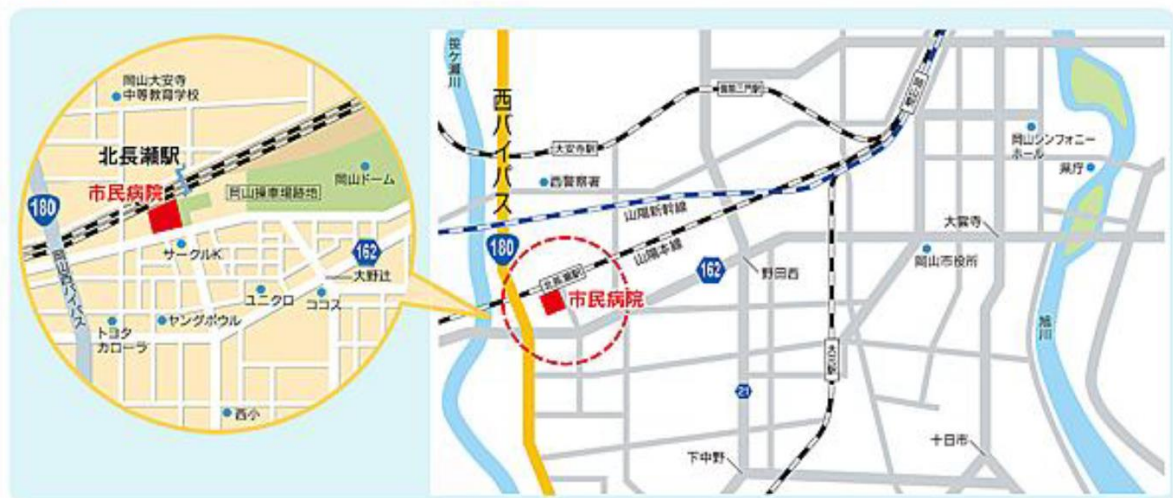 岡山大安寺
中等教育学校
北長瀬駅
市民病院
岡山操車場跡地
岡山ドーム
180
サークルK
162
大野辻
岡山西バイパス
ユニクロ
ココス
ヤングボウル
トヨタ
カローラ
西小
笹ケ瀬川
西バイパス
備前三門駅
岡山駅
大安寺駅
西警察署
岡山シンフォニー
ホール
県庁
山陽新幹線
山陽本線
大雲寺
180
162
野田西
岡山市役所
北長瀬駅
市民病院
大元駅
旭川
21
下中野
十日市